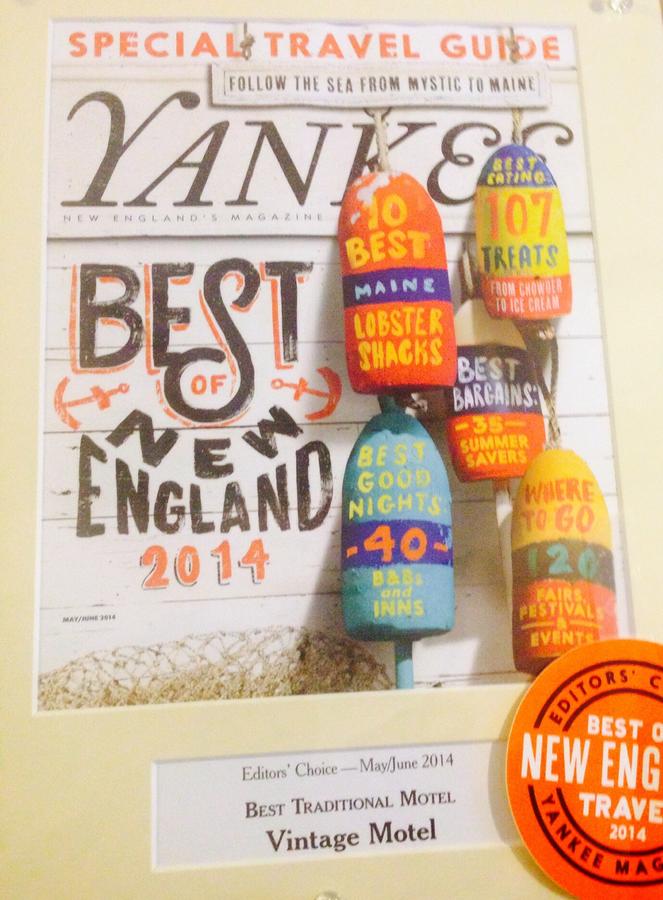 SPECIAL TRAVEL GUIDE
FOLLOW THE SEA FROM MYSTIC TO MAINE
YANKEE
NEW ENGLAND'S MAGAZINE
BEST
OF
NEW
ENGLAND
2014
MAY/JUNE 2014
10
BEST
MAINE
LOBSTER
SHACKS
BEST
EATING:
107
TREATS
FROM CHOWDER
TO ICE CREAM
BEST
BARGAINS:
-35-
SUMMER
SAVERS
BEST
GOOD
NIGHTS:
-40-
B&Bs
and
INNS
WHERE
TO GO
120
FAIRS,
FESTIVALS
&
EVENTS
Editors' Choice — May/June 2014
BEST TRADITIONAL MOTEL
Vintage Motel
EDITORS' C
BEST O
NEW ENG
TRAVE
2014
YANKEE MAG